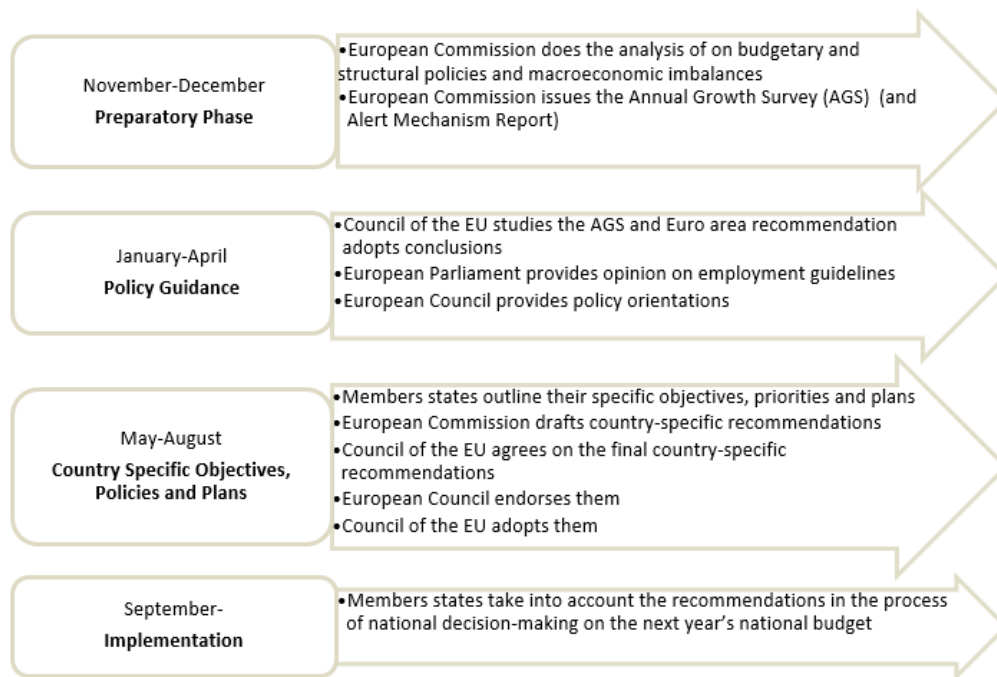 November-December
Preparatory Phase
•European Commission does the analysis of on budgetary and
structural policies and macroeconomic imbalances
•European Commission issues the Annual Growth Survey (AGS) (and
Alert Mechanism Report)
January-April
Policy Guidance
•Council of the EU studies the AGS and Euro area recommendation
adopts conclusions
•European Parliament provides opinion on employment guidelines
•European Council provides policy orientations
May-August
Country Specific Objectives,
Policies and Plans
•Members states outline their specific objectives, priorities and plans
•European Commission drafts country-specific recommendations
•Council of the EU agrees on the final country-specific
recommendations
•European Council endorses them
•Council of the EU adopts them
September-
Implementation
•Members states take into account the recommendations in the process
of national decision-making on the next year’s national budget